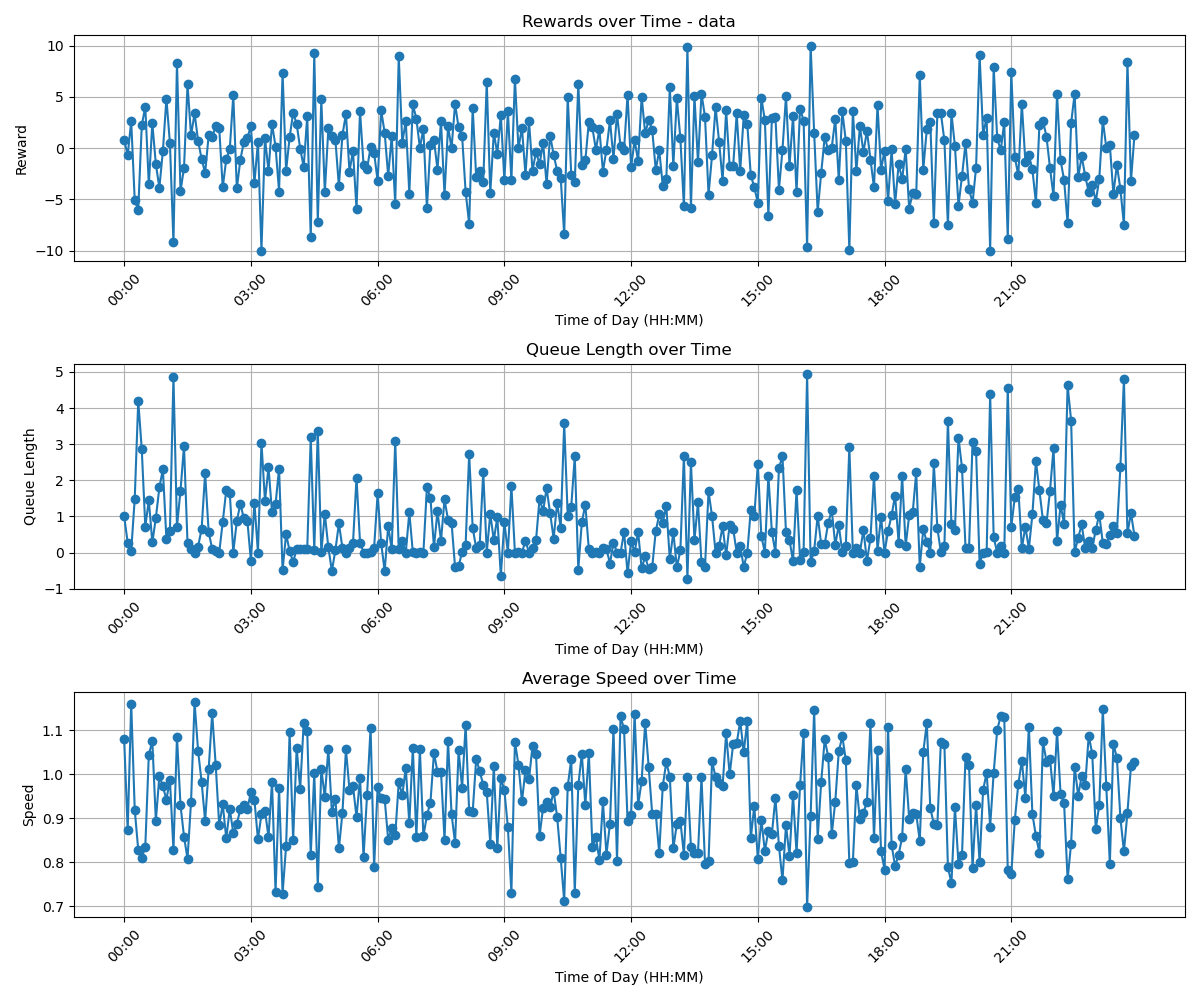 Rewards over Time - data
10
5
0
−5
−10
Reward
00:00 03:00 06:00 09:00 12:00 15:00 18:00 21:00
Time of Day (HH:MM)
Queue Length over Time
5
4
3
2
1
0
−1
Queue Length
00:00 03:00 06:00 09:00 12:00 15:00 18:00 21:00
Time of Day (HH:MM)
Average Speed over Time
1.1
1.0
0.9
0.8
0.7
Speed
00:00 03:00 06:00 09:00 12:00 15:00 18:00 21:00
Time of Day (HH:MM)